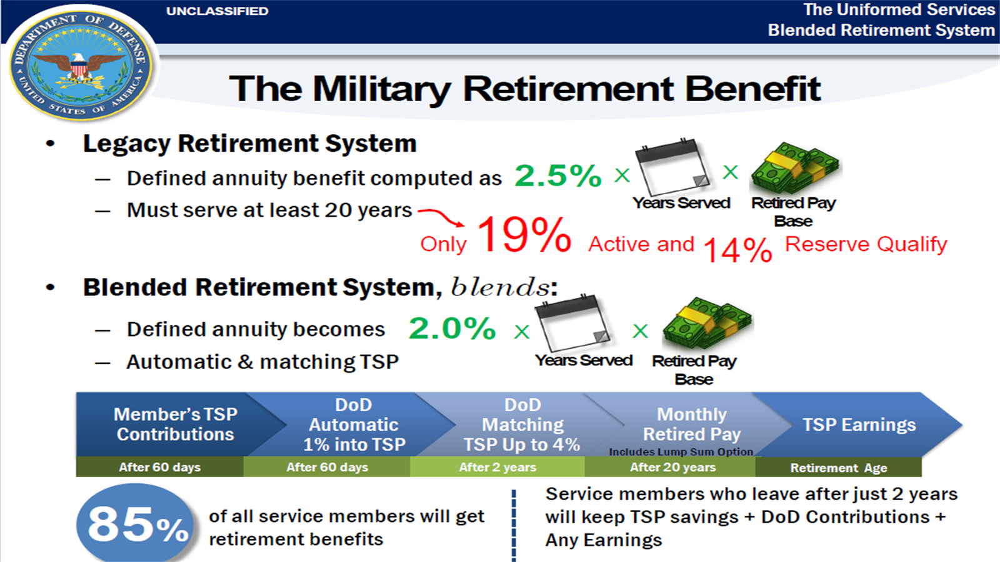 UNCLASSIFIED
The Uniformed Services
Blended Retirement System
DEPARTMENT OF DEFENSE
UNITED STATES OF AMERICA
The Military Retirement Benefit
• Legacy Retirement System
— Defined annuity benefit computed as 2.5% x x
Years Served Retired Pay
Base
— Must serve at least 20 years
Only 19% Active and 14% Reserve Qualify
• Blended Retirement System, blends:
— Defined annuity becomes 2.0% x x
Years Served Retired Pay
Base
— Automatic & matching TSP
Member's TSP
Contributions
After 60 days
DoD
Automatic
1% into TSP
After 60 days
DoD
Matching
TSP Up to 4%
After 2 years
Monthly
Retired Pay
Includes Lump Sum Option
After 20 years
TSP Earnings
Retirement Age
85%
of all service members will get
retirement benefits
Service members who leave after just 2 years
will keep TSP savings + DoD Contributions +
Any Earnings